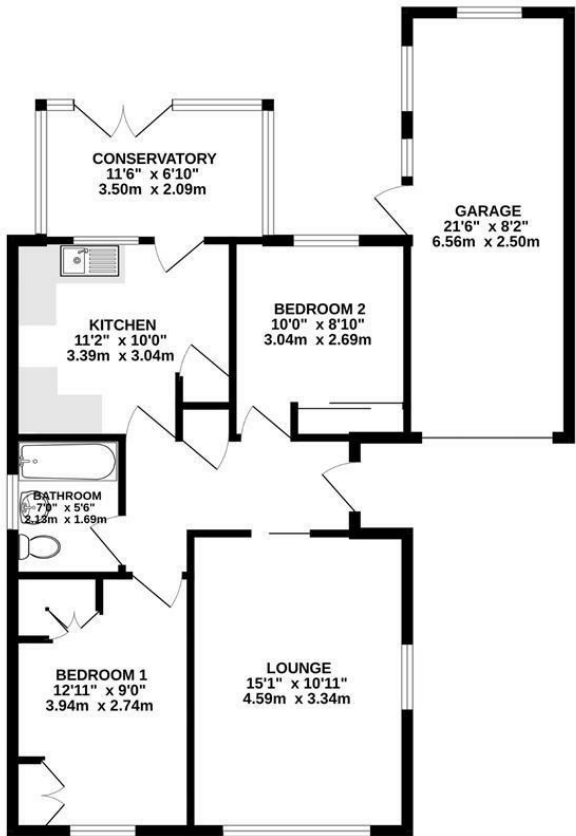 CONSERVATORY
11'6" x 6'10"
3.50m x 2.09m
GARAGE
21'6" x 8'2"
6.56m x 2.50m
KITCHEN
11'2" x 10'0"
3.39m x 3.04m
BEDROOM 2
10'0" x 8'10"
3.04m x 2.69m
BATHROOM
7'0" x 5'6"
2.13m x 1.69m
BEDROOM 1
12'11" x 9'0"
3.94m x 2.74m
LOUNGE
15'1" x 10'11"
4.59m x 3.34m